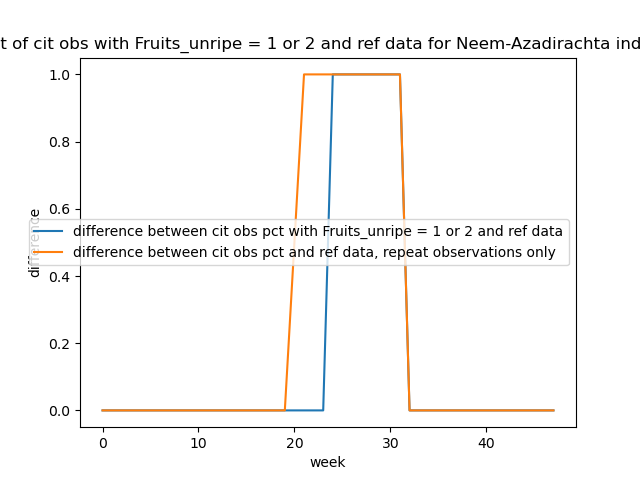 t of cit obs with Fruits_unripe = 1 or 2 and ref data for Neem-Azadirachta ind
1.0
0.8
0.6
0.4
0.2
0.0
difference
difference between cit obs pct with Fruits_unripe = 1 or 2 and ref data
difference between cit obs pct and ref data, repeat observations only
0 10 20 30 40
week